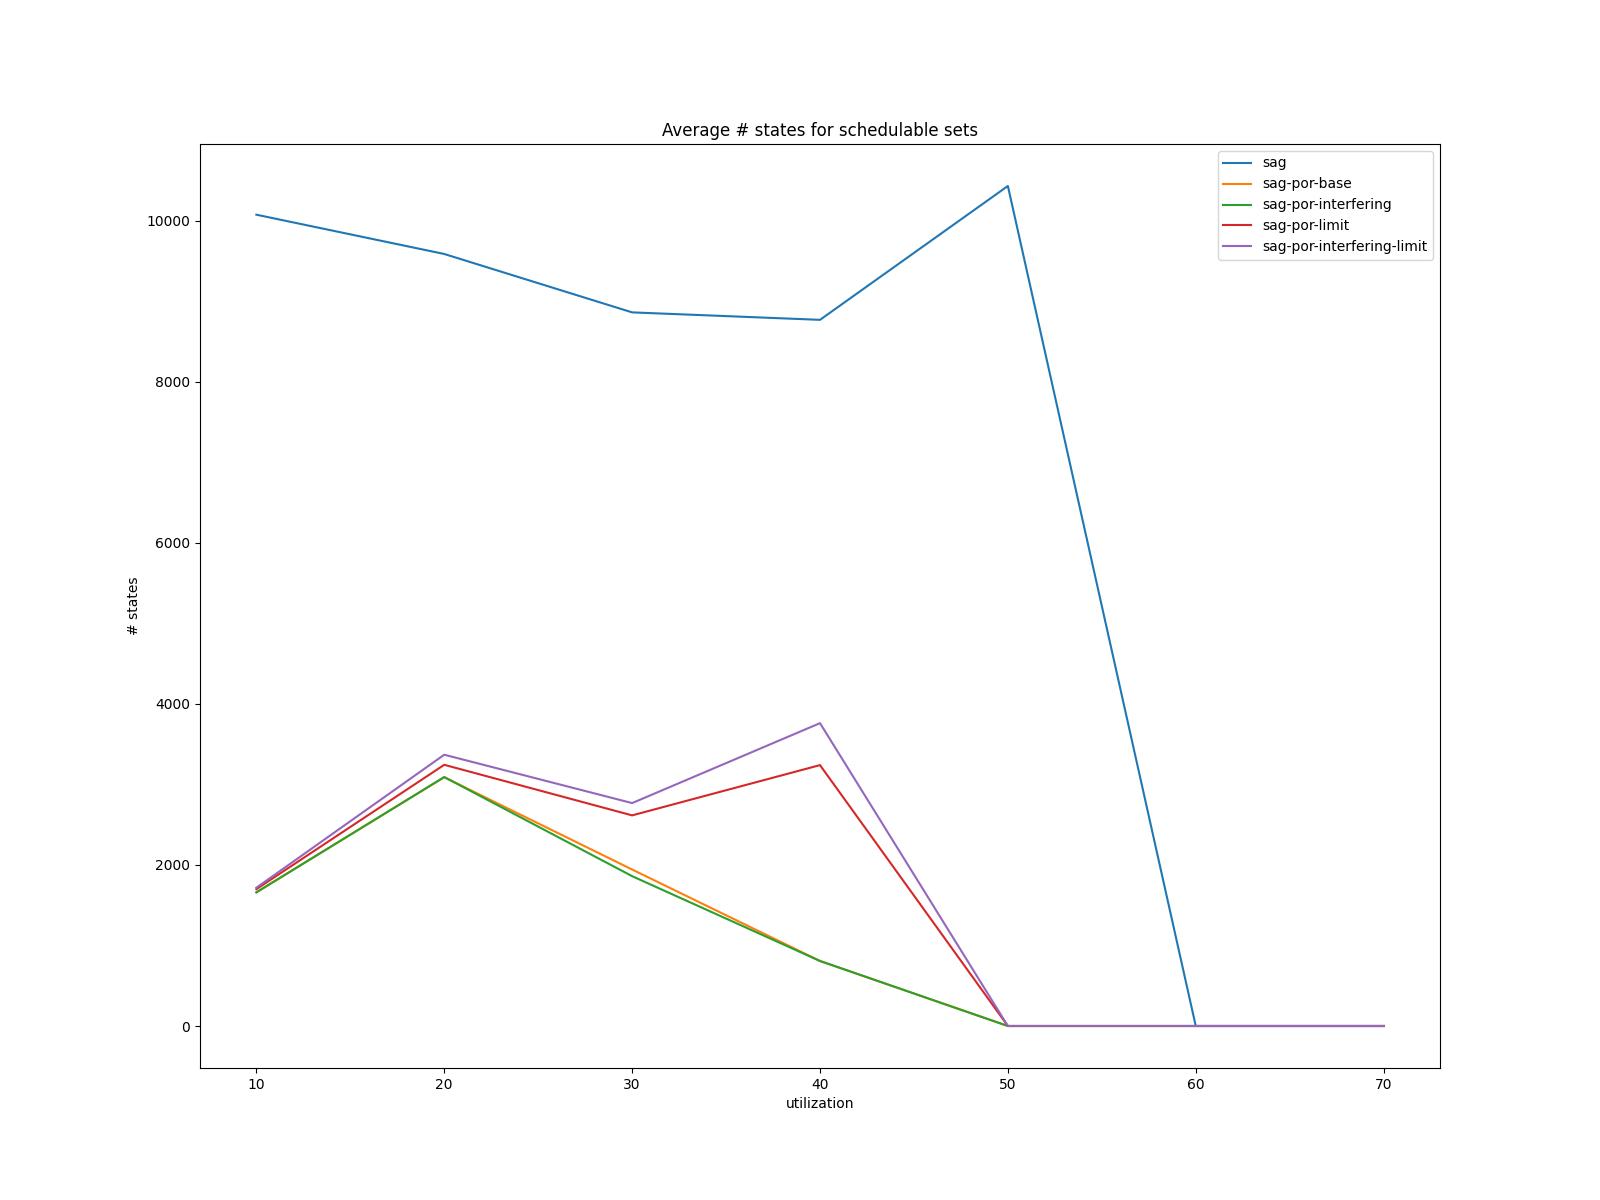 Average # states for schedulable sets
sag
sag-por-base
sag-por-interfering
sag-por-limit
sag-por-interfering-limit
10000
8000
6000
4000
2000
0
# states
10 20 30 40 50 60 70
utilization